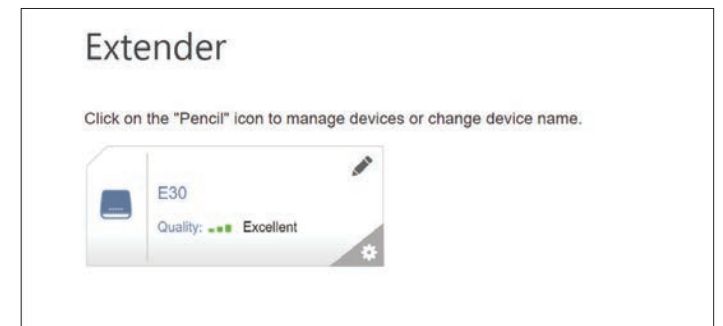 Extender
Click on the "Pencil" icon to manage devices or change device name.
E30
Quality: Excellent